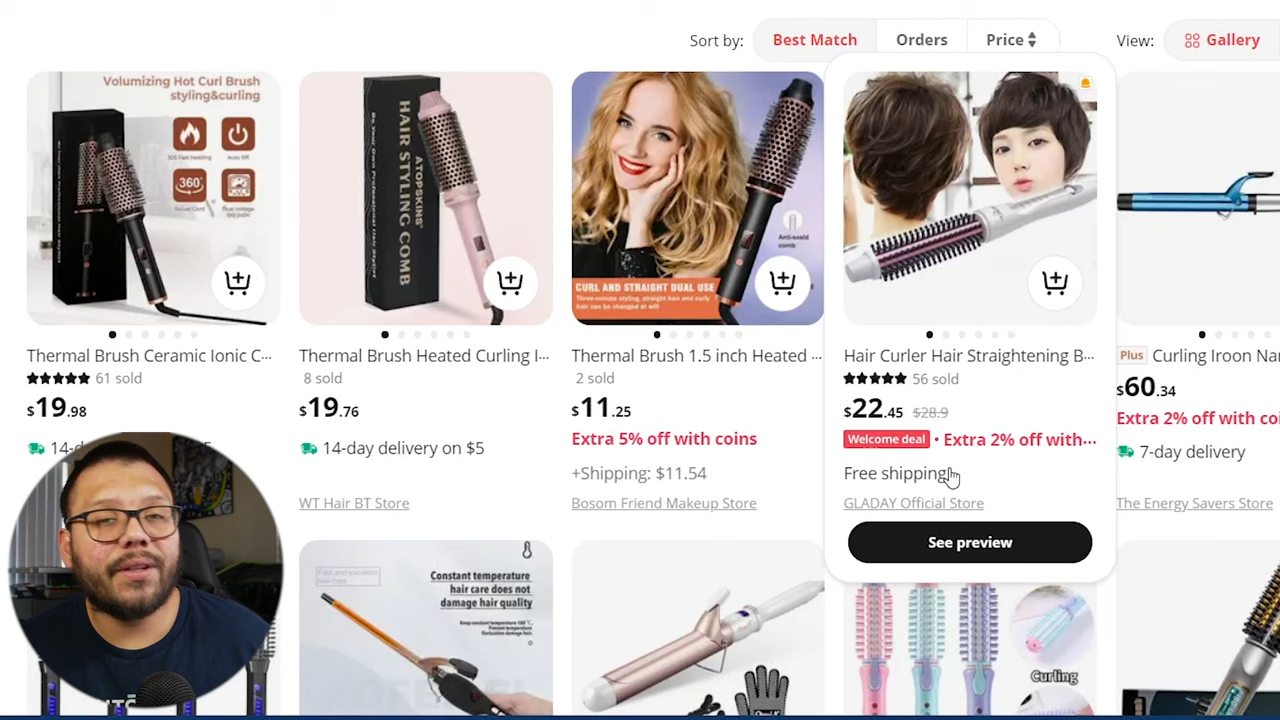 Sort by:
Best Match
Orders
Price
View:
Gallery
Volumizing Hot Curl Brush
styling&curling
Auto Off
360°
HAIR STYLING COMB
ATOPSKINS'
CURL AND STRAIGHT DUAL USE
Thermal Brush Ceramic Ionic C...
61 sold
$19.98
14-d
Thermal Brush Heated Curling I...
8 sold
$19.76
14-day delivery on $5
WT Hair BT Store
Thermal Brush 1.5 inch Heated ...
2 sold
$11.25
Extra 5% off with coins
+Shipping: $11.54
Bosom Friend Makeup Store
Hair Curler Hair Straightening B...
56 sold
$22.45 $28.9
Welcome deal • Extra 2% off with...
Free shipping
GLADAY Official Store
See preview
Plus Curling Iroon Na
$60.34
Extra 2% off with coi
7-day delivery
The Energy Savers Store
Constant temperature
hair care does not
damage hair quality
Curling